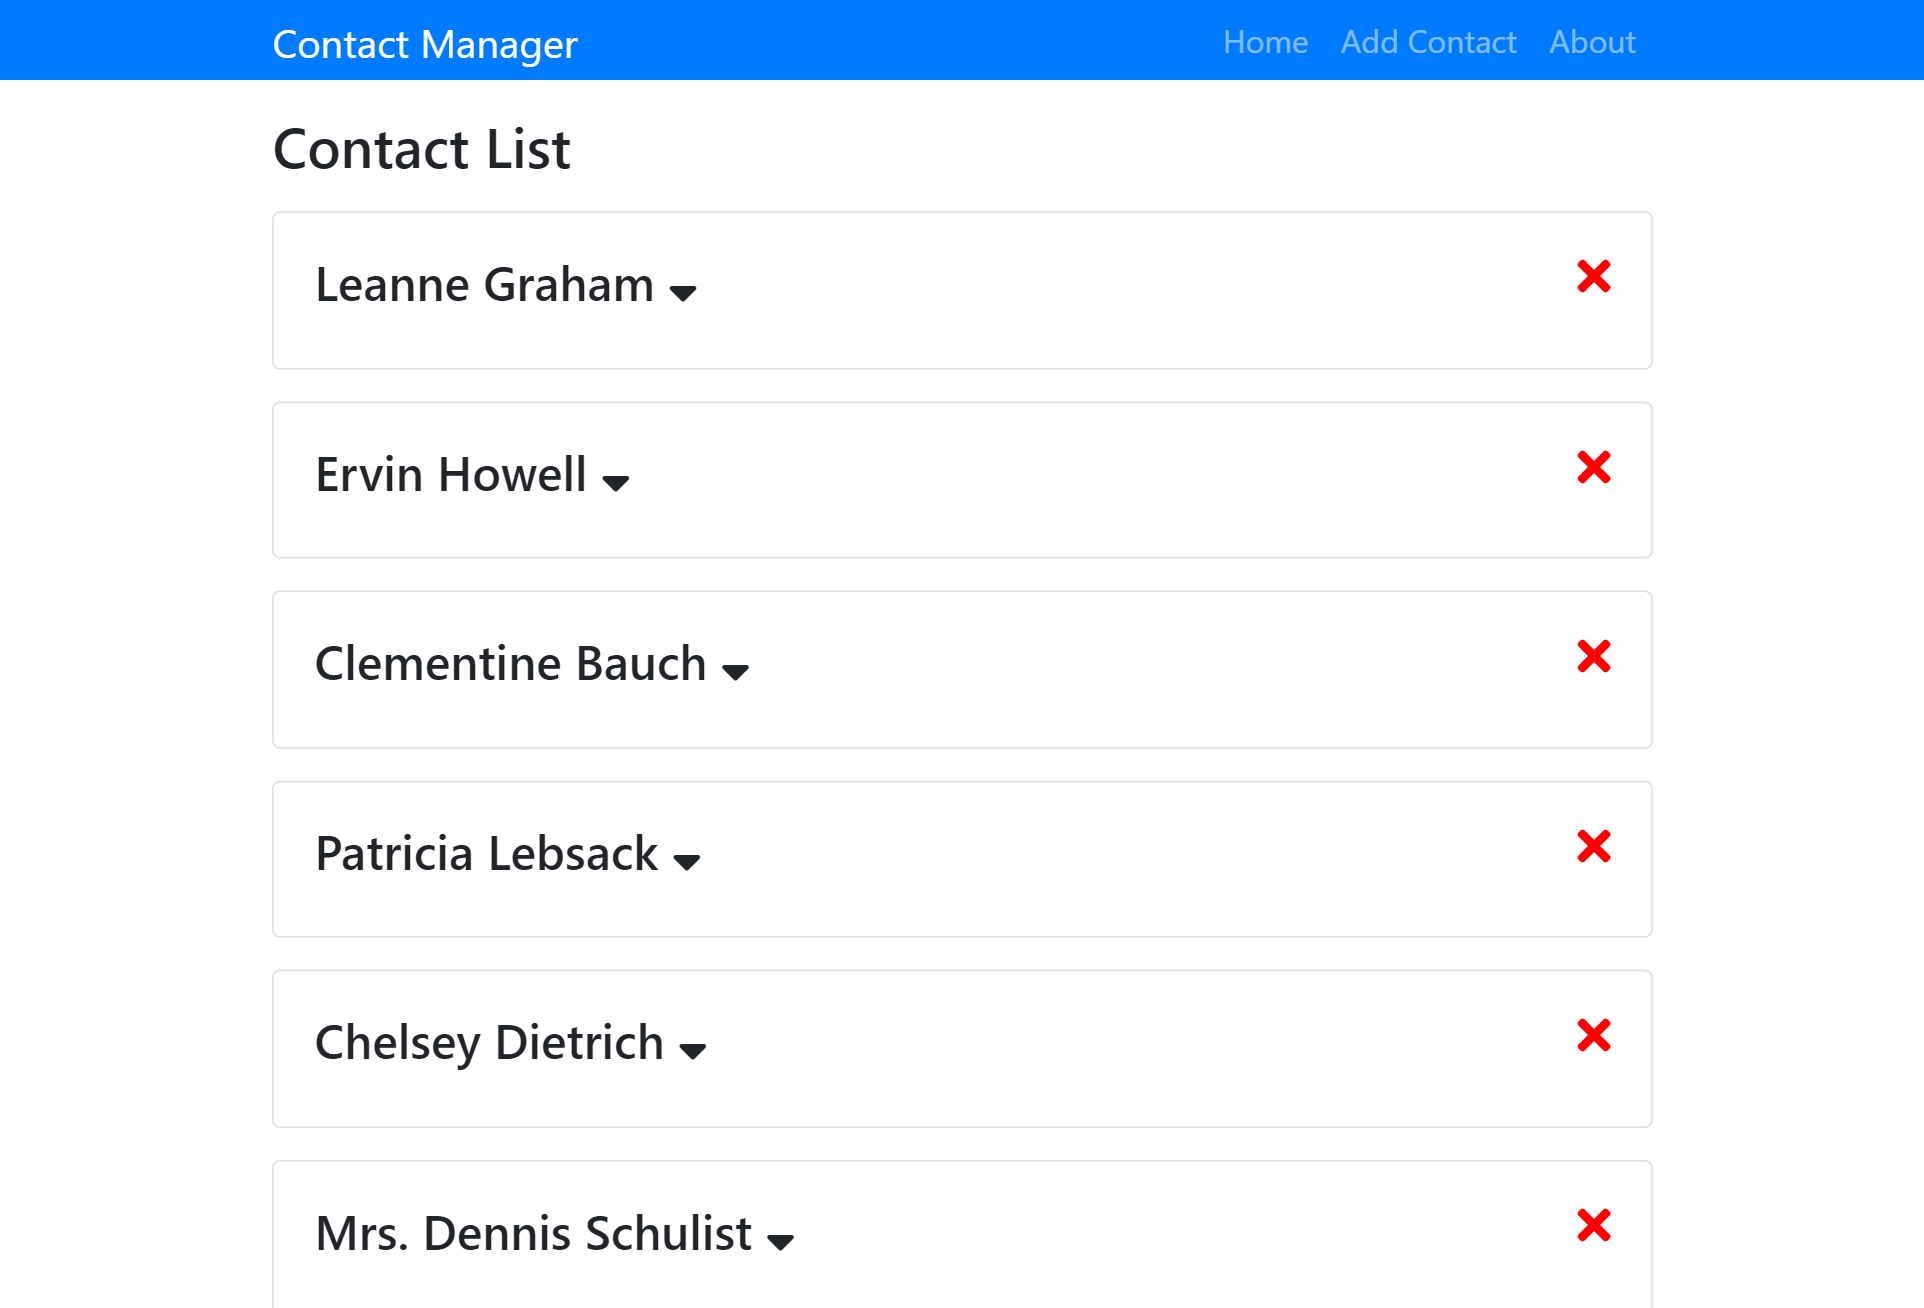 Contact Manager Home Add Contact About
Contact List
Leanne Graham
Ervin Howell
Clementine Bauch
Patricia Lebsack
Chelsey Dietrich
Mrs. Dennis Schulist